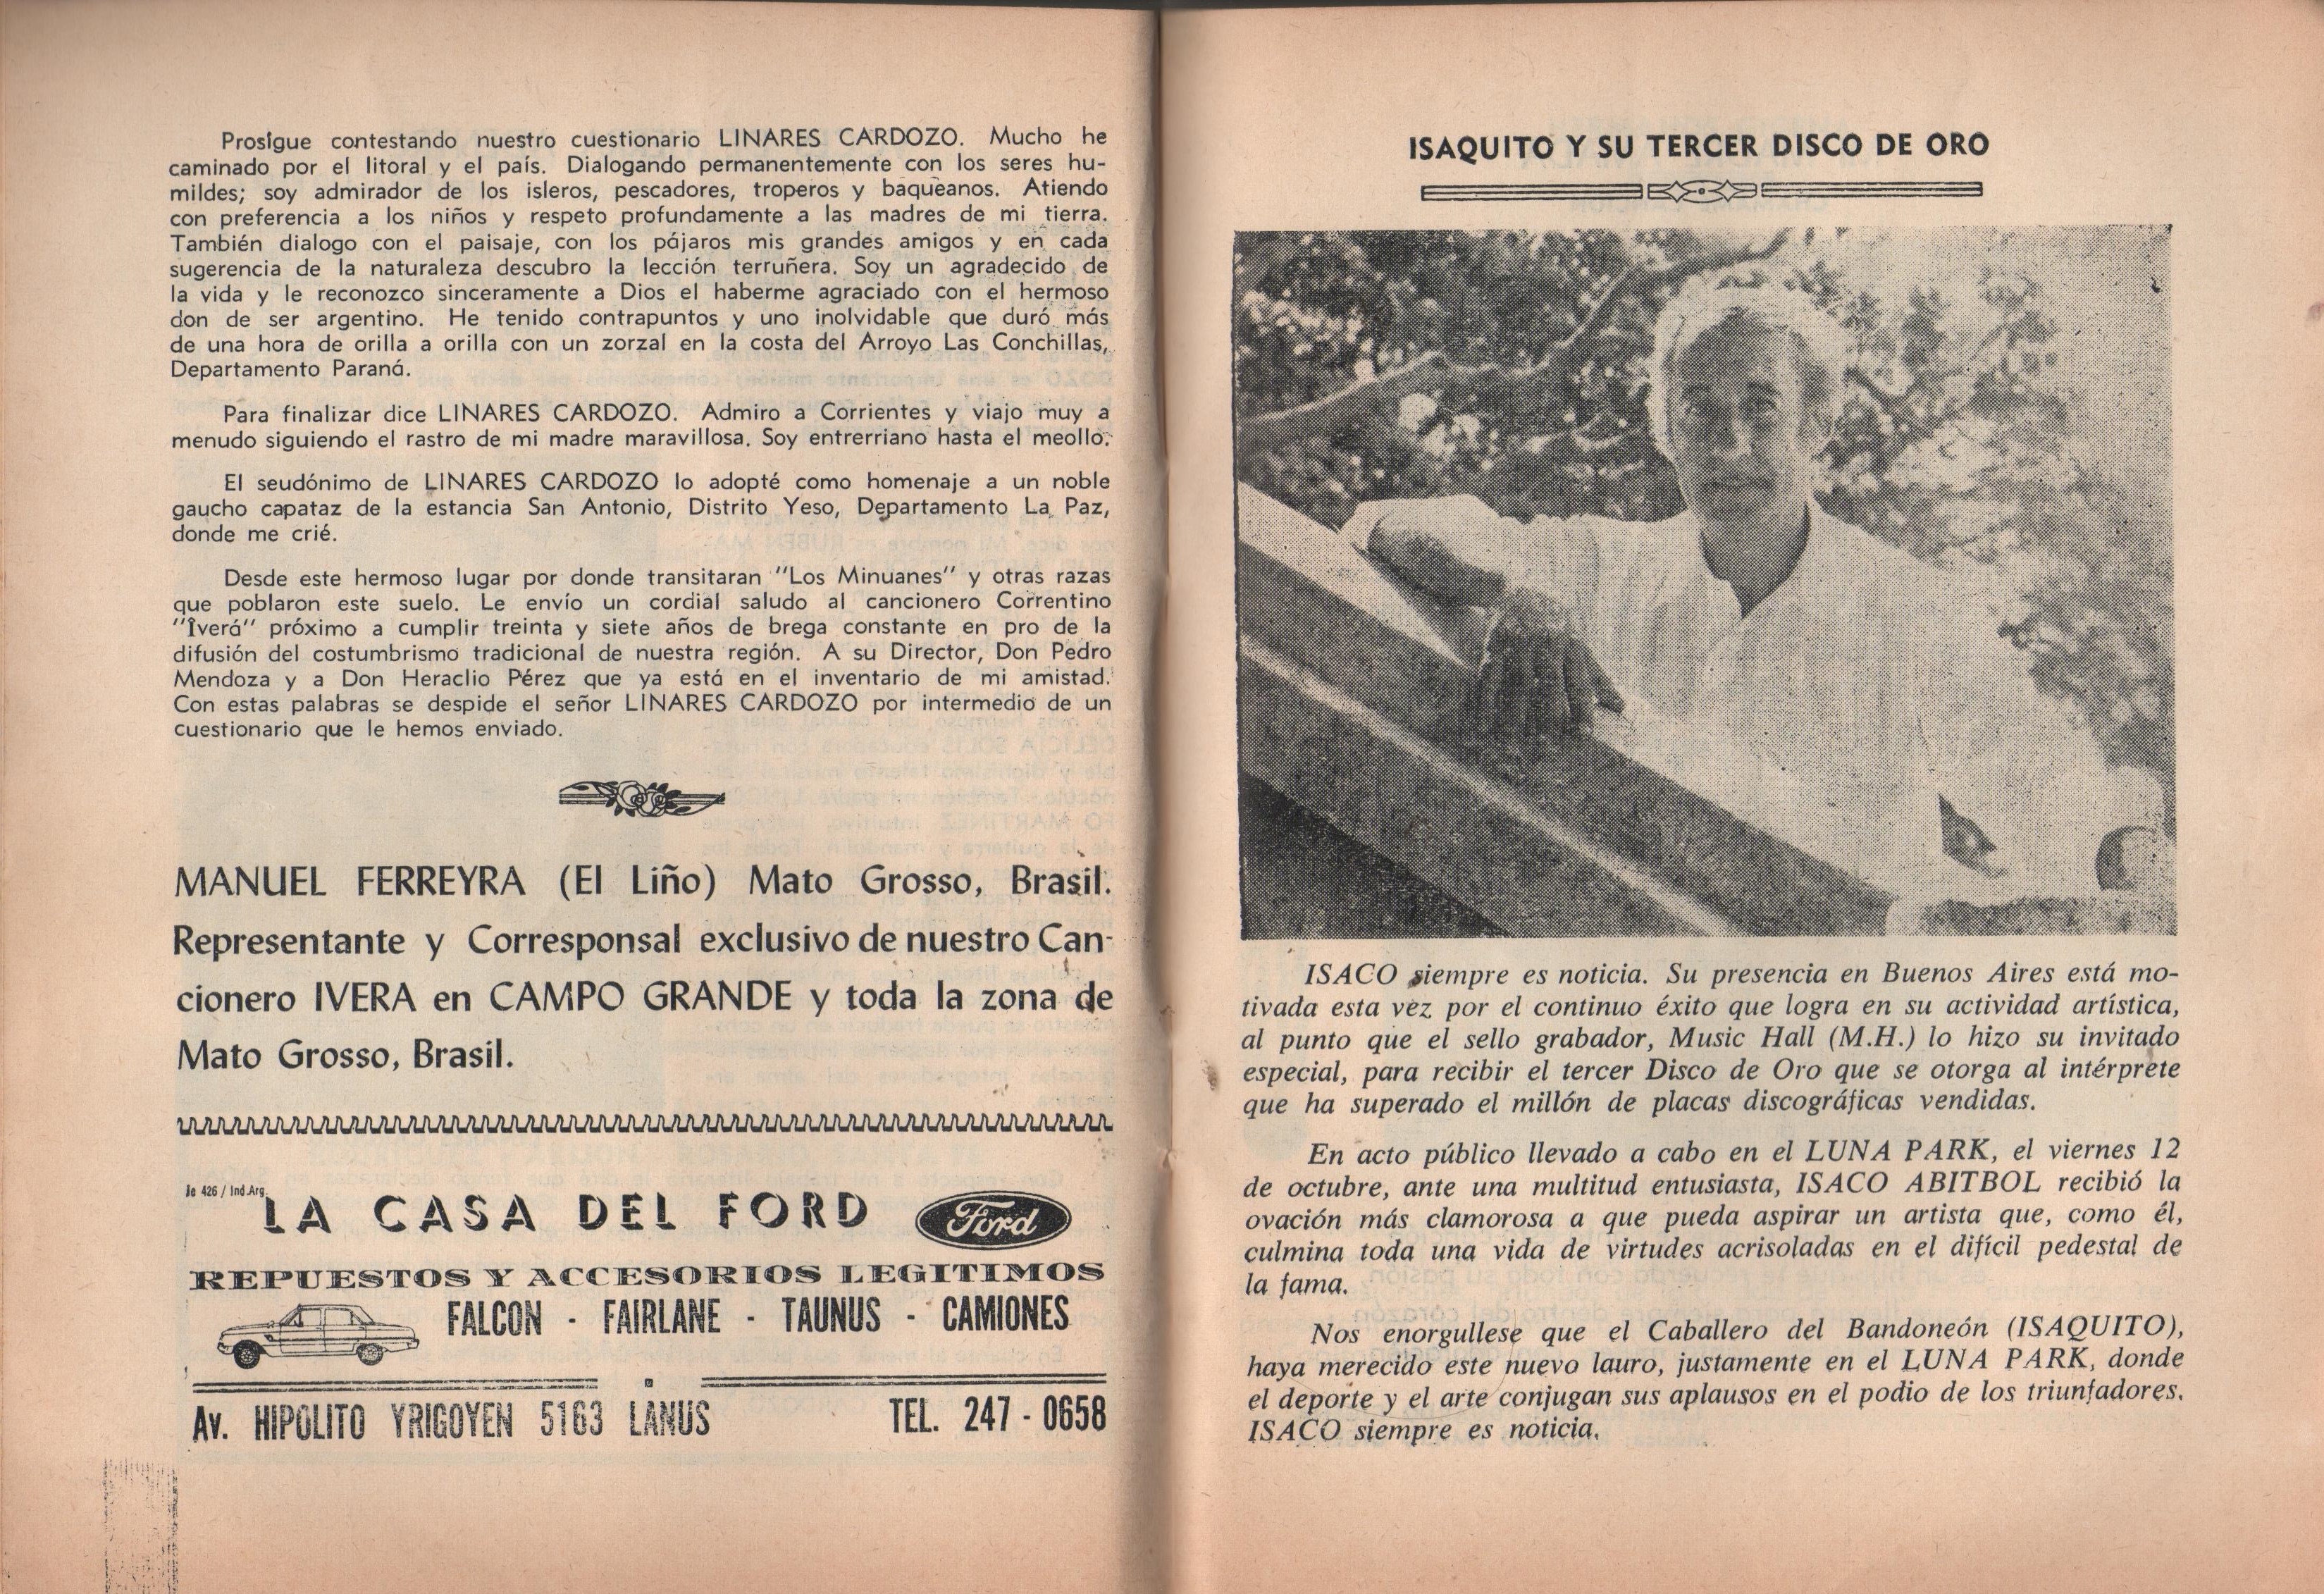 Prosigue contestando nuestro cuestionario LINARES CARDOZO. Mucho he
caminado por el litoral y el país. Dialogando permanentemente con los seres hu-
mildes; soy admirador de los isleros, pescadores, troperos y baqueanos. Atiendo
con preferencia a los niños y respeto profundamente a las madres de mi tierra.
También dialogo con el paisaje, con los pájaros mis grandes amigos y en cada
sugerencia de la naturaleza descubro la lección terruñera. Soy un agradecido de
la vida y le reconozco sinceramente a Dios el haberme agraciado con el hermoso
don de ser argentino. He tenido contrapuntos y uno inolvidable que duró más
de una hora de orilla a orilla con un zorzal en la costa del Arroyo Las Conchillas,
Departamento Paraná.
Para finalizar dice LINARES CARDOZO. Admiro a Corrientes y viajo muy a
menudo siguiendo el rastro de mi madre maravillosa. Soy entrerriano hasta el meollo.
El seudónimo de LINARES CARDOZO lo adopté como homenaje a un noble
gaucho capataz de la estancia San Antonio, Distrito Yeso, Departamento La Paz,
donde me crié.
Desde este hermoso lugar por donde transitaran "Los Minuanes" y otras razas
que poblaron este suelo. Le envío un cordial saludo al cancionero Correntino
"Îverá" próximo a cumplir treinta y siete años de brega constante en pro de la
difusión del costumbrismo tradicional de nuestra región. A su Director, Don Pedro
Mendoza y a Don Heraclio Pérez que ya está en el inventario de mi amistad.
Con estas palabras se despide el señor LINARES CARDOZO por intermedio de un
cuestionario que le hemos enviado.
MANUEL FERREYRA (El Liño) Mato Grosso, Brasil.
Representante y Corresponsal exclusivo de nuestro Can-
cionero IVERA en CAMPO GRANDE y toda la zona de
Mato Grosso, Brasil.
Je 426 / Ind.Arg.
LA CASA DEL FORD
Ford
REPUESTOS Y ACCESORIOS LEGITIMOS
FALCON - FAIRLANE - TAUNUS - CAMIONES
Av. HIPOLITO YRIGOYEN 5163 LANUS TEL. 247 - 0658
ISAQUITO Y SU TERCER DISCO DE ORO
ISACO siempre es noticia. Su presencia en Buenos Aires está mo-
tivada esta vez por el continuo éxito que logra en su actividad artística,
al punto que el sello grabador, Music Hall (M.H.) lo hizo su invitado
especial, para recibir el tercer Disco de Oro que se otorga al intérprete
que ha superado el millón de placas discográficas vendidas.
En acto público llevado a cabo en el LUNA PARK, el viernes 12
de octubre, ante una multitud entusiasta, ISACO ABITBOL recibió la
ovación más clamorosa a que pueda aspirar un artista que, como él,
culmina toda una vida de virtudes acrisoladas en el difícil pedestal de
la fama.
Nos enorgullese que el Caballero del Bandoneón (ISAQUITO),
haya merecido este nuevo lauro, justamente en el LUNA PARK, donde
el deporte y el arte conjugan sus aplausos en el podio de los triunfadores.
ISACO siempre es noticia.